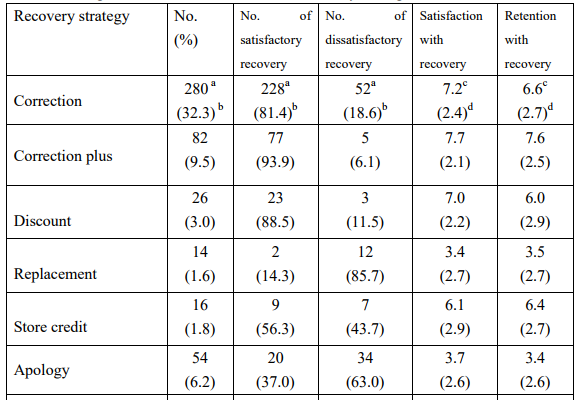 Recovery strategy No. (%) No. of satisfactory recovery No. of dissatisfactory recovery Satisfaction with recovery Retention with recovery
Correction 280 a (32.3) b 228a (81.4)b 52a (18.6)b 7.2c (2.4)d 6.6c (2.7)d
Correction plus 82 (9.5) 77 (93.9) 5 (6.1) 7.7 (2.1) 7.6 (2.5)
Discount 26 (3.0) 23 (88.5) 3 (11.5) 7.0 (2.2) 6.0 (2.9)
Replacement 14 (1.6) 2 (14.3) 12 (85.7) 3.4 (2.7) 3.5 (2.7)
Store credit 16 (1.8) 9 (56.3) 7 (43.7) 6.1 (2.9) 6.4 (2.7)
Apology 54 (6.2) 20 (37.0) 34 (63.0) 3.7 (2.6) 3.4 (2.6)